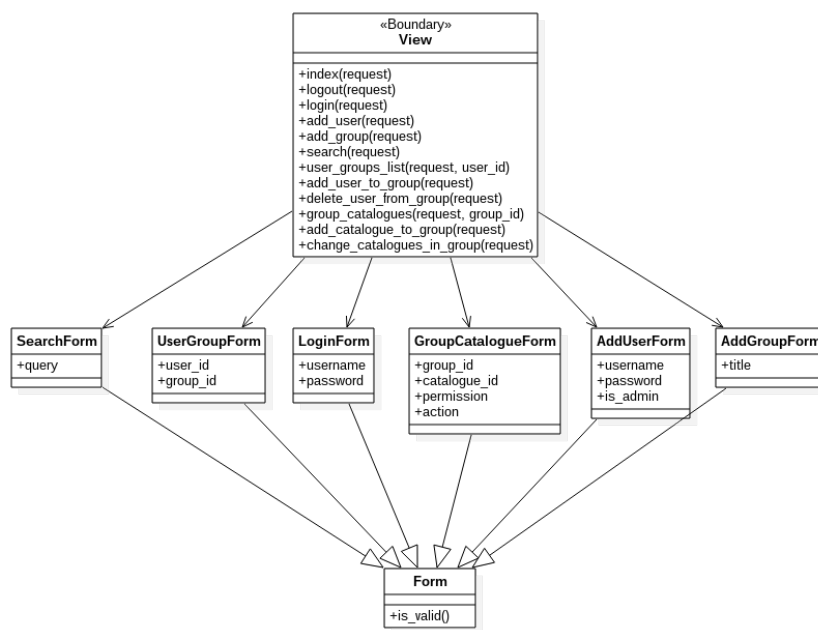 «Boundary»
View
+index(request)
+logout(request)
+login(request)
+add_user(request)
+add_group(request)
+search(request)
+user_groups_list(request, user_id)
+add_user_to_group(request)
+delete_user_from_group(request)
+group_catalogues(request, group_id)
+add_catalogue_to_group(request)
+change_catalogues_in_group(request)
SearchForm
+query
UserGroupForm
+user_id
+group_id
LoginForm
+username
+password
GroupCatalogueForm
+group_id
+catalogue_id
+permission
+action
AddUserForm
+username
+password
+is_admin
AddGroupForm
+title
Form
+is_valid()